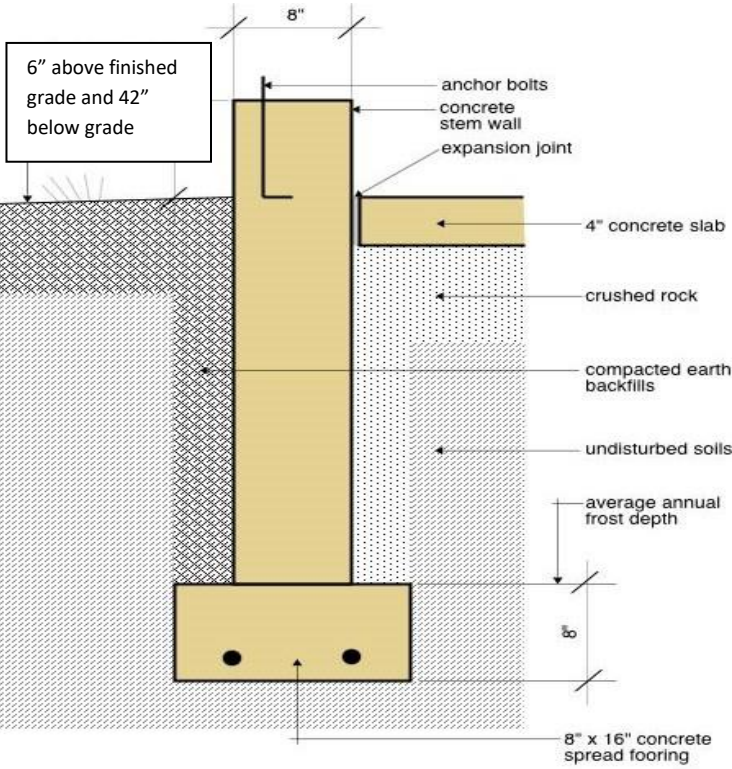 8"
6” above finished
grade and 42”
below grade
anchor bolts
concrete
stem wall
expansion joint
4" concrete slab
crushed rock
compacted earth
backfills
undisturbed soils
average annual
frost depth
8"
8" x 16" concrete
spread fooring